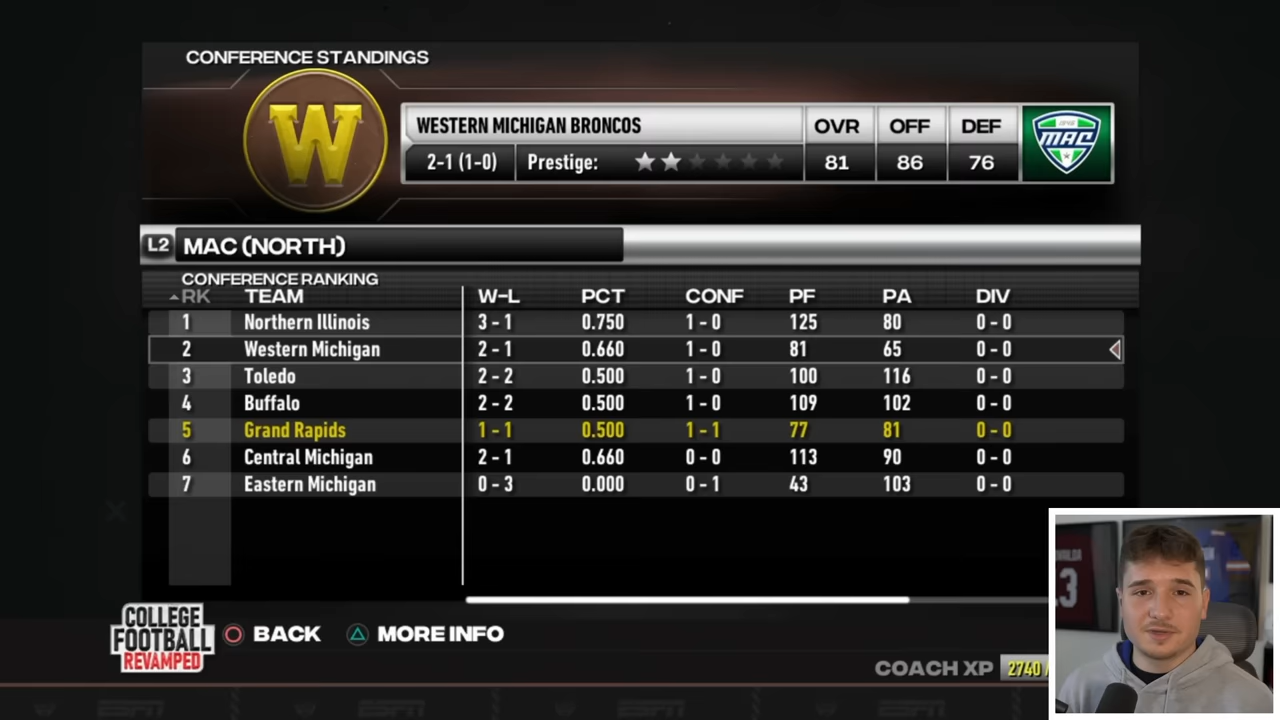 CONFERENCE STANDINGS
W
WESTERN MICHIGAN BRONCOS OVR OFF DEF
2-1 (1-0) Prestige: 81 86 76
MAC
L2 MAC (NORTH)
CONFERENCE RANKING
RK TEAM W-L PCT CONF PF PA DIV
1 Northern Illinois 3 - 1 0.750 1 - 0 125 80 0 - 0
2 Western Michigan 2 - 1 0.660 1 - 0 81 65 0 - 0
3 Toledo 2 - 2 0.500 1 - 0 100 116 0 - 0
4 Buffalo 2 - 2 0.500 1 - 0 109 102 0 - 0
5 Grand Rapids 1 - 1 0.500 1 - 1 77 81 0 - 0
6 Central Michigan 2 - 1 0.660 0 - 0 113 90 0 - 0
7 Eastern Michigan 0 - 3 0.000 0 - 1 43 103 0 - 0
COLLEGE
FOOTBALL
REVAMPED
BACK MORE INFO
COACH XP 2740 /